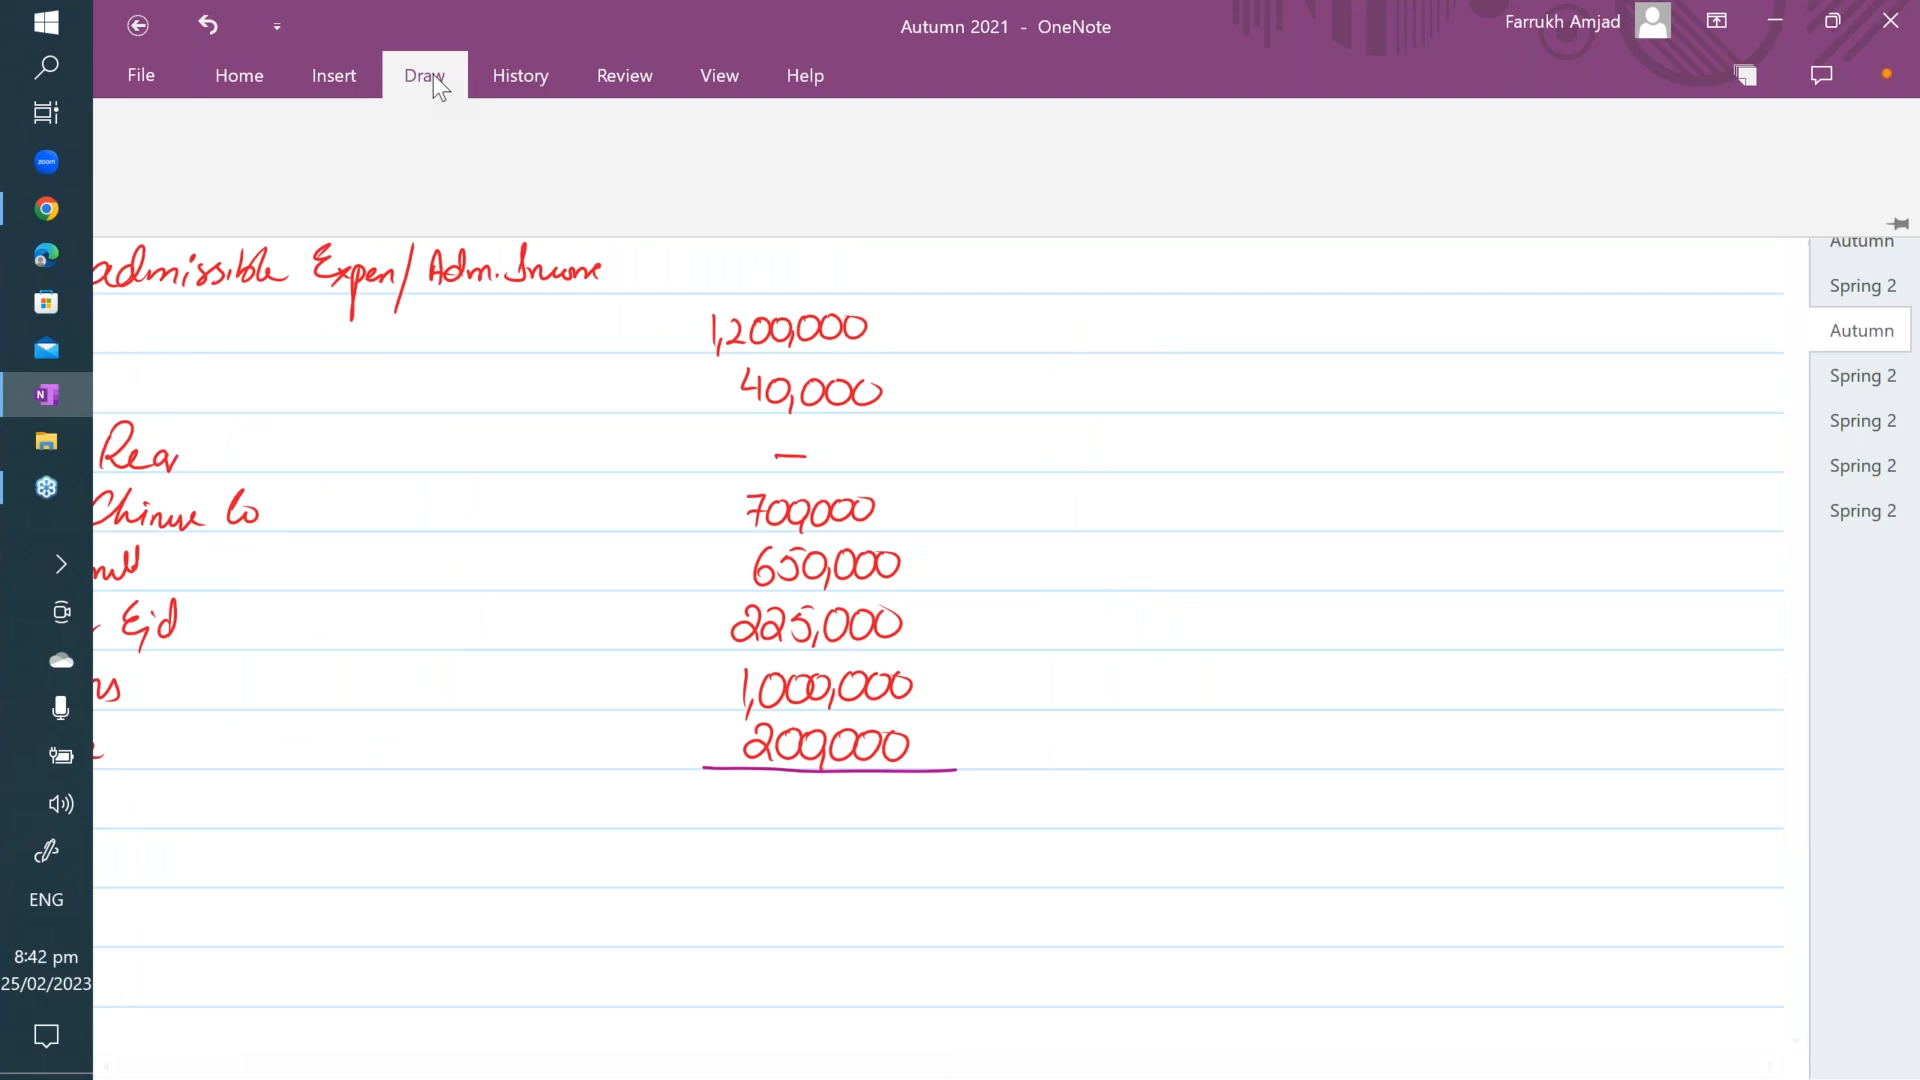 Autumn 2021 - OneNote
Farrukh Amjad
File Home Insert Draw History Review View Help
zoom
N
admissible Expen/ Adm. Income
1,200,000
40,000
Rea —
Chinese Co 700,000
650,000
Eid 225,000
rs 1,000,000
200,000
Autumn
Spring 2
Autumn
Spring 2
Spring 2
Spring 2
Spring 2
ENG
8:42 pm
25/02/2023